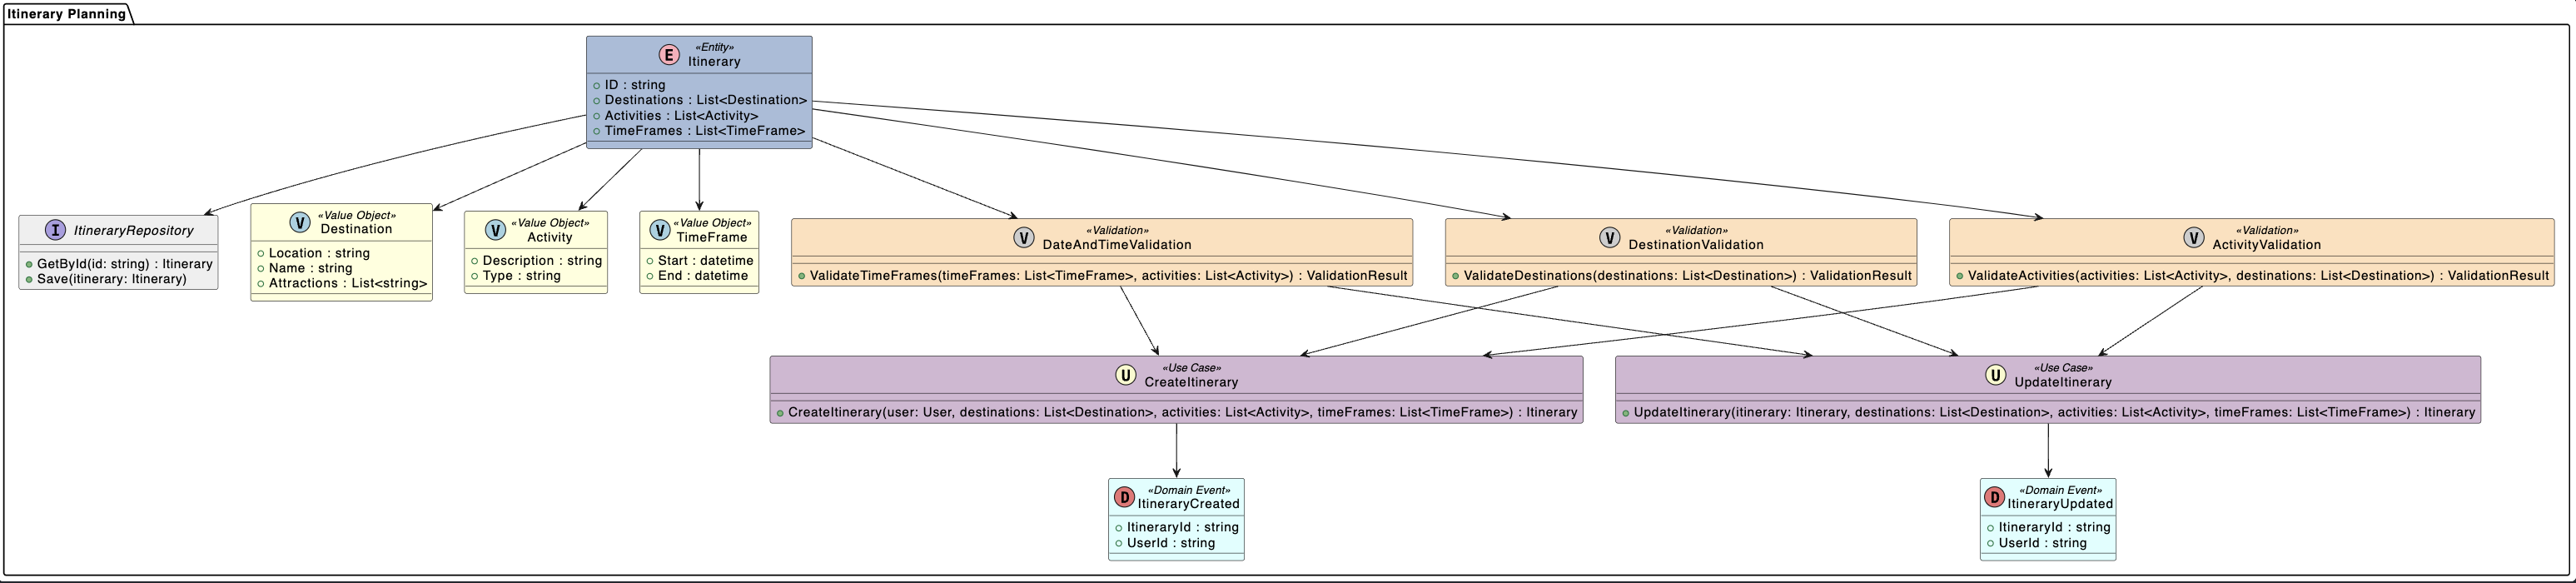 Itinerary Planning
«Entity»
E Itinerary
ID : string
Destinations : List<Destination>
Activities : List<Activity>
TimeFrames : List<TimeFrame>
I ItineraryRepository
GetById(id: string) : Itinerary
Save(itinerary: Itinerary)
«Value Object»
V Destination
Location : string
Name : string
Attractions : List<string>
«Value Object»
V Activity
Description : string
Type : string
«Value Object»
V TimeFrame
Start : datetime
End : datetime
«Validation»
V DateAndTimeValidation
ValidateTimeFrames(timeFrames: List<TimeFrame>, activities: List<Activity>) : ValidationResult
«Validation»
V DestinationValidation
ValidateDestinations(destinations: List<Destination>) : ValidationResult
«Validation»
V ActivityValidation
ValidateActivities(activities: List<Activity>, destinations: List<Destination>) : ValidationResult
«Use Case»
U CreateItinerary
CreateItinerary(user: User, destinations: List<Destination>, activities: List<Activity>, timeFrames: List<TimeFrame>) : Itinerary
«Use Case»
U UpdateItinerary
UpdateItinerary(itinerary: Itinerary, destinations: List<Destination>, activities: List<Activity>, timeFrames: List<TimeFrame>) : Itinerary
«Domain Event»
D ItineraryCreated
ItineraryId : string
UserId : string
«Domain Event»
D ItineraryUpdated
ItineraryId : string
UserId : string